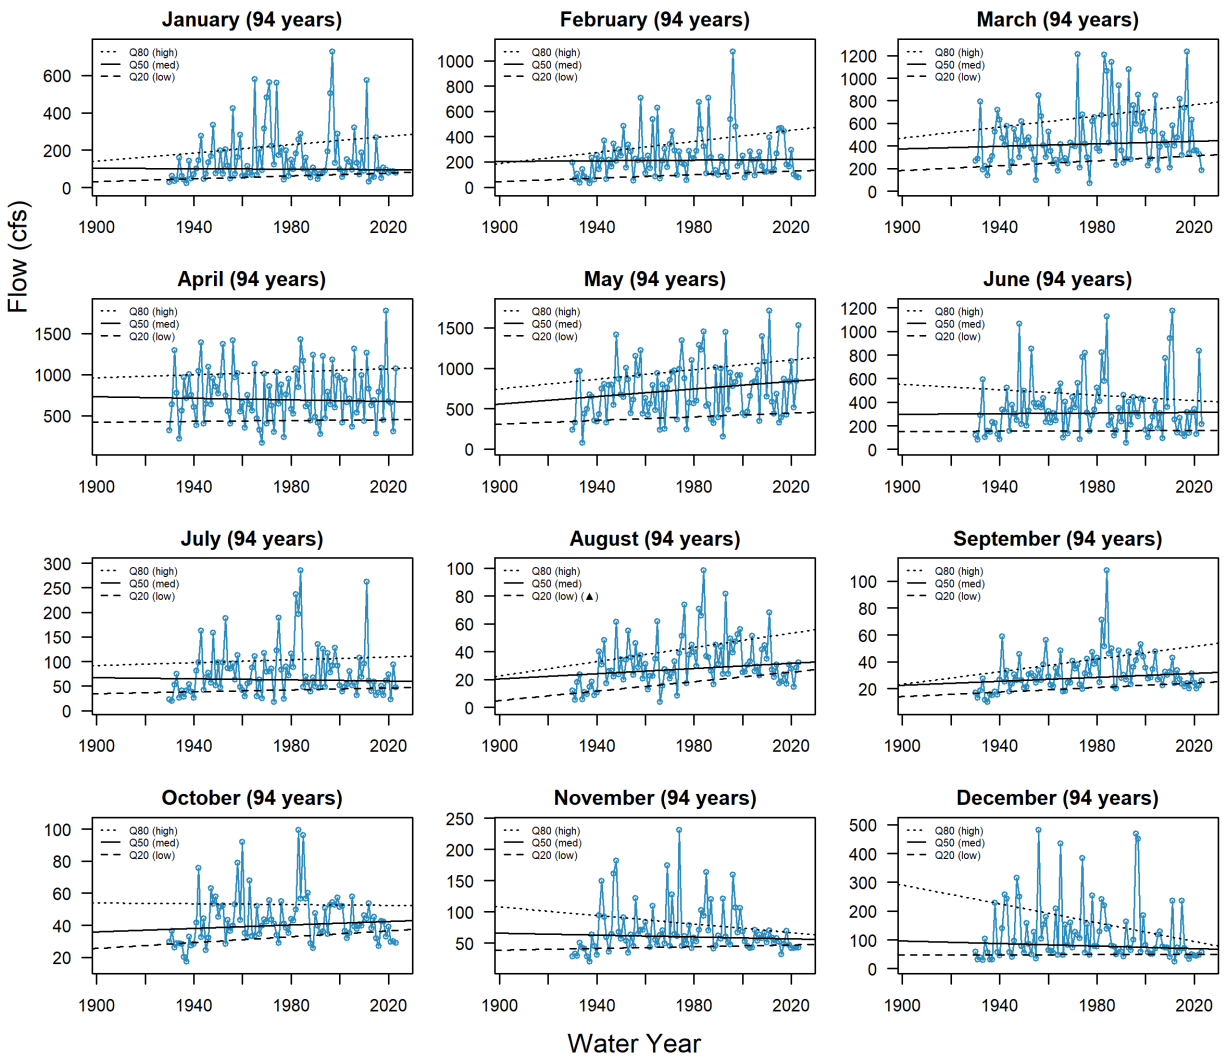 January (94 years)
Q80 (high)
Q50 (med)
Q20 (low)
600
400
200
0
1900
1940
1980
2020
February (94 years)
Q80 (high)
Q50 (med)
Q20 (low)
1000
800
600
400
200
0
1900
1940
1980
2020
March (94 years)
Q80 (high)
Q50 (med)
Q20 (low)
1200
1000
800
600
400
200
0
1900
1940
1980
2020
Flow (cfs)
April (94 years)
Q80 (high)
Q50 (med)
Q20 (low)
1500
1000
500
1900
1940
1980
2020
May (94 years)
Q80 (high)
Q50 (med)
Q20 (low)
1500
1000
500
0
1900
1940
1980
2020
June (94 years)
Q80 (high)
Q50 (med)
Q20 (low)
1200
1000
800
600
400
200
0
1900
1940
1980
2020
July (94 years)
Q80 (high)
Q50 (med)
Q20 (low)
300
250
200
150
100
50
0
1900
1940
1980
2020
August (94 years)
Q80 (high)
Q50 (med)
Q20 (low) (▲)
100
80
60
40
20
0
1900
1940
1980
2020
September (94 years)
Q80 (high)
Q50 (med)
Q20 (low)
100
80
60
40
20
1900
1940
1980
2020
October (94 years)
Q80 (high)
Q50 (med)
Q20 (low)
100
80
60
40
20
1900
1940
1980
2020
November (94 years)
Q80 (high)
Q50 (med)
Q20 (low)
250
200
150
100
50
1900
1940
1980
2020
December (94 years)
Q80 (high)
Q50 (med)
Q20 (low)
500
400
300
200
100
0
1900
1940
1980
2020
Water Year